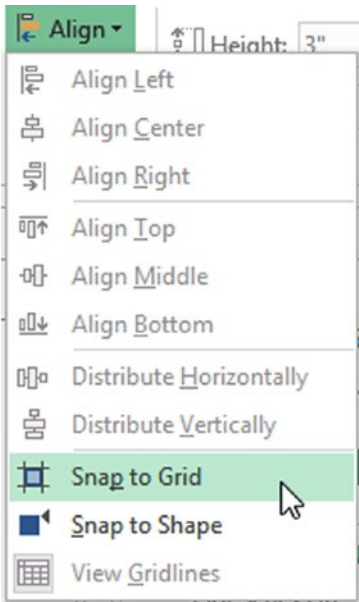 Align
Height: 3"
Align Left
Align Center
Align Right
Align Top
Align Middle
Align Bottom
Distribute Horizontally
Distribute Vertically
Snap to Grid
Snap to Shape
View Gridlines